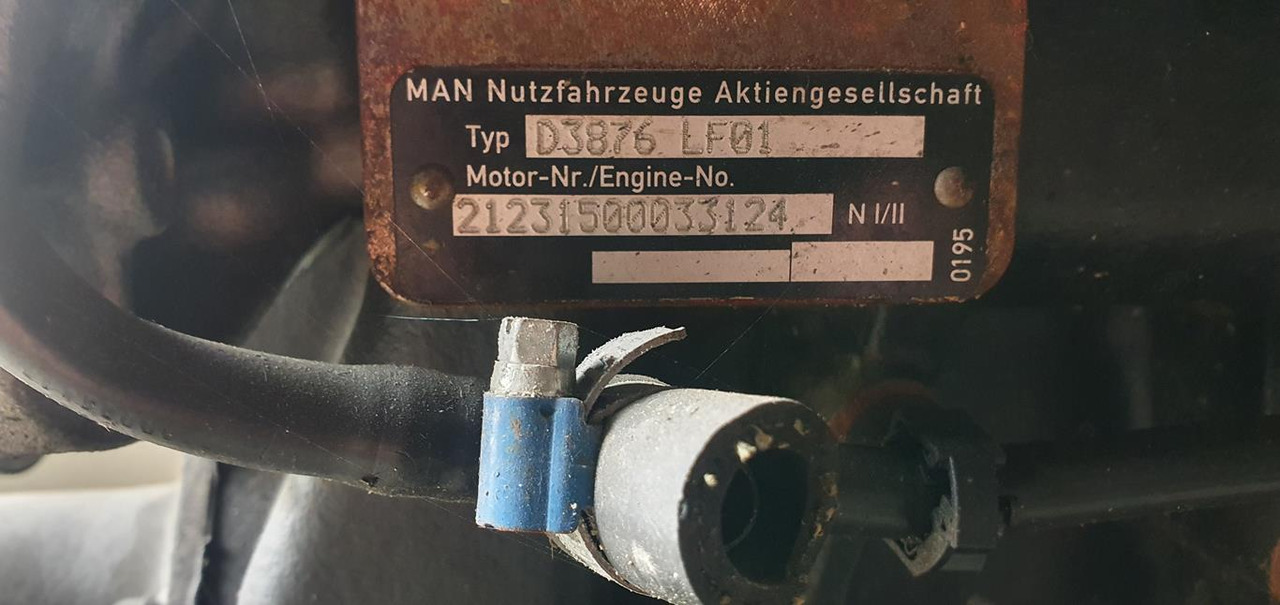 MAN Nutzfahrzeuge Aktiengesellschaft
Typ D3876 LF01
Motor-Nr./Engine-No.
21231500033124 N I/II
0195